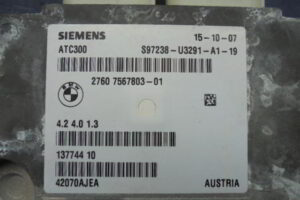 SIEMENS 15-10-07
ATC300 S97238-U3291-A1-19
BMW
2760 7567803-01
4.2 4.0 1.3
137744 10
42070AJEA AUSTRIA